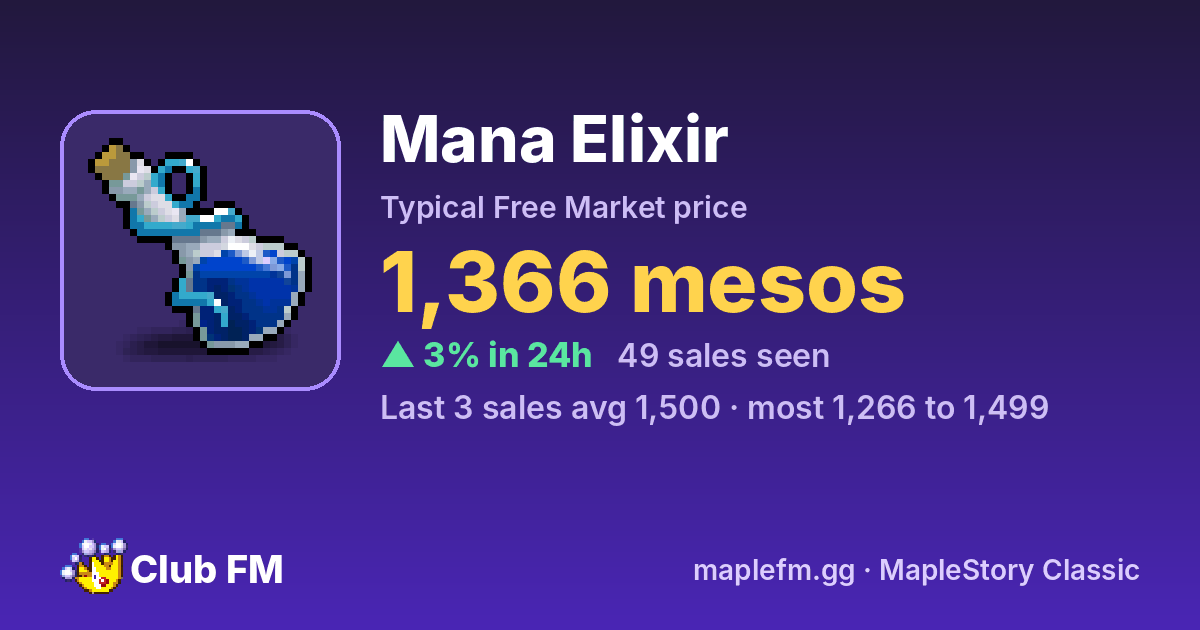 Mana Elixir
Typical Free Market price
1,366 mesos
▲ 3% in 24h 49 sales seen
Last 3 sales avg 1,500 · most 1,266 to 1,499
Club FM
maplefm.gg · MapleStory Classic